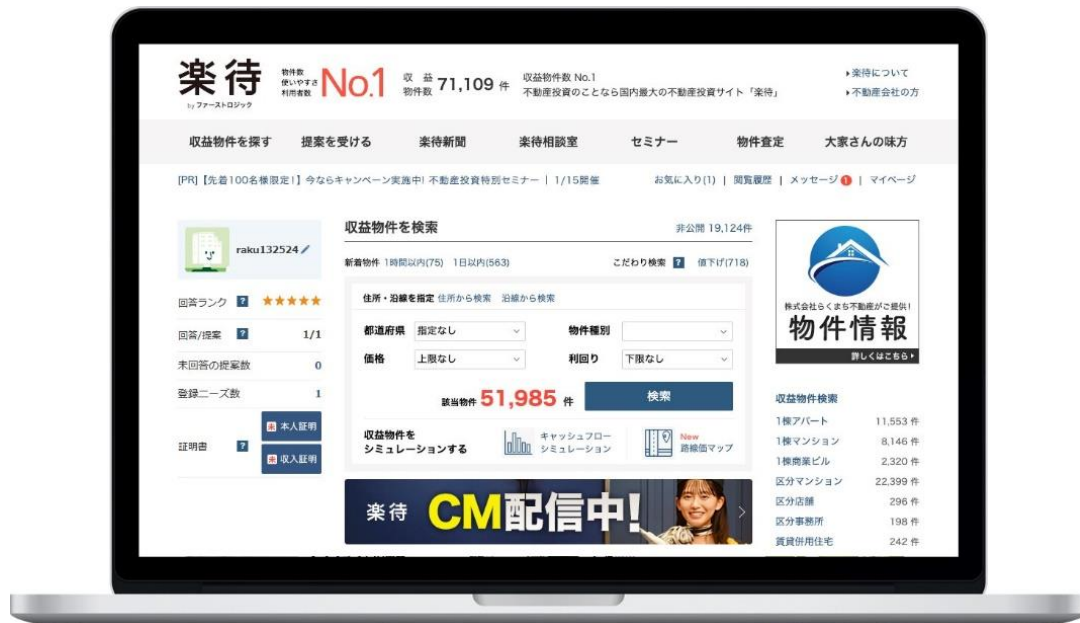 楽待
by ファーストロジック
物件数
使いやすさ
利用者数
No.1
収益物件数 71,109 件
収益物件数 No.1
不動産投資のことなら国内最大の不動産投資サイト「楽待」
楽待について
不動産会社の方
収益物件を探す 提案を受ける 楽待新聞 楽待相談室 セミナー 物件査定 大家さんの味方
[PR]【先着100名様限定!】今ならキャンペーン実施中! 不動産投資特別セミナー | 1/15開催
お気に入り(1) | 閲覧履歴 | メッセージ 1 | マイページ
raku132524
回答ランク ? ★★★★★
回答/提案 ? 1/1
未回答の提案数 0
登録ニーズ数 1
証明書 ?
未 本人証明
未 収入証明
収益物件を検索 非公開 19,124件
新着物件 1時間以内(75) 1日以内(563) こだわり検索 ? 値下げ(718)
住所・沿線を指定 住所から検索 沿線から検索
都道府県 指定なし 物件種別
価格 上限なし 利回り 下限なし
該当物件 51,985 件 検索
収益物件を
シミュレーションする
キャッシュフロー
シミュレーション
New
路線価マップ
楽待 CM配信中!
株式会社らくまち不動産がご提供!
物件情報
詳しくはこちら
収益物件検索
1棟アパート 11,553 件
1棟マンション 8,146 件
1棟商業ビル 2,320 件
区分マンション 22,399 件
区分店舗 296 件
区分事務所 198 件
賃貸併用住宅 242 件